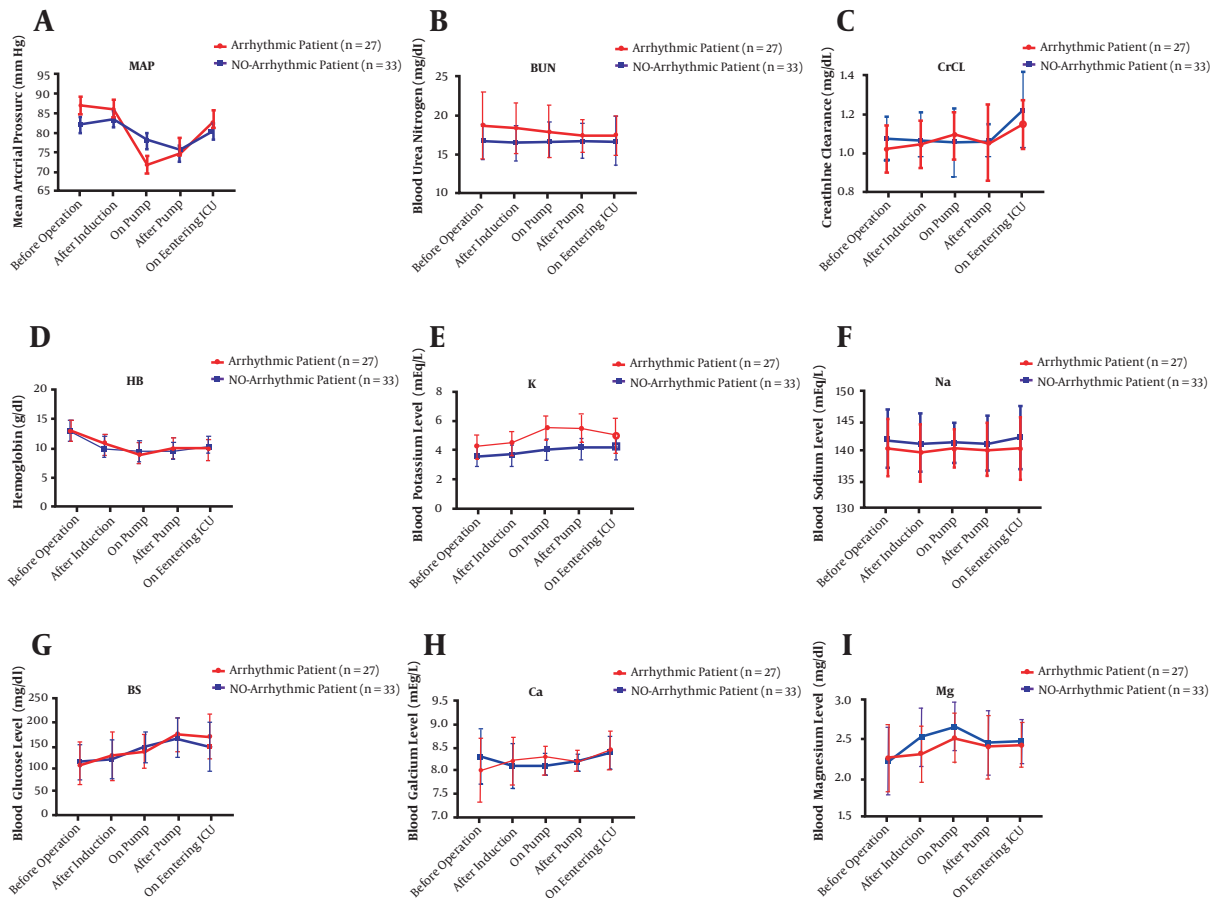 A
Arrhythmic Patient (n = 27)
NO-Arrhythmic Patient (n = 33)
MAP
Mean Artcrial Prossurc (mm Hg)
95
90
85
80
75
70
65
Before Operation
After Induction
On Pump
After Pump
On Eentering ICU
B
Arrhythmic Patient (n = 27)
NO-Arrhythmic Patient (n = 33)
BUN
Blood Urea Nitrogen (mg/dl)
25
20
15
10
Before Operation
After Induction
On Pump
After Pump
On Eentering ICU
C
Arrhythmic Patient (n = 27)
NO-Arrhythmic Patient (n = 33)
CrCL
Creathnine Clearance (mg/dL)
1.4
1.2
1.0
0.8
Before Operation
After Induction
On Pump
After Pump
On Eentering ICU
D
Arrhythmic Patient (n = 27)
NO-Arrhythmic Patient (n = 33)
HB
Hemoglobin (g/dl)
20
15
10
5
0
Before Operation
After Induction
On Pump
After Pump
On Eentering ICU
E
Arrhythmic Patient (n = 27)
NO-Arrhythmic Patient (n = 33)
K
Blood Potassium Level (mEq/L)
8
6
4
2
0
Before Operation
After Induction
On Pump
After Pump
On Eentering ICU
F
Arrhythmic Patient (n = 27)
NO-Arrhythmic Patient (n = 33)
Na
Blood Sodium Level (mEq/L)
150
145
140
135
130
Before Operation
After Induction
On Pump
After Pump
On Eentering ICU
G
Arrhythmic Patient (n = 27)
NO-Arrhythmic Patient (n = 33)
BS
Blood Glucose Level (mg/dl)
250
200
150
100
50
0
Before Operation
After Induction
On Pump
After Pump
On Eentering ICU
H
Arrhythmic Patient (n = 27)
NO-Arrhythmic Patient (n = 33)
Ca
Blood Galcium Level (mEg/L)
9.5
9.0
8.5
8.0
7.5
7.0
Before Operation
After Induction
On Pump
After Pump
On Eentering ICU
I
Arrhythmic Patient (n = 27)
NO-Arrhythmic Patient (n = 33)
Mg
Blood Magnesium Level (mg/dl)
3.0
2.5
2.0
1.5
Before Operation
After Induction
On Pump
After Pump
On Eentering ICU